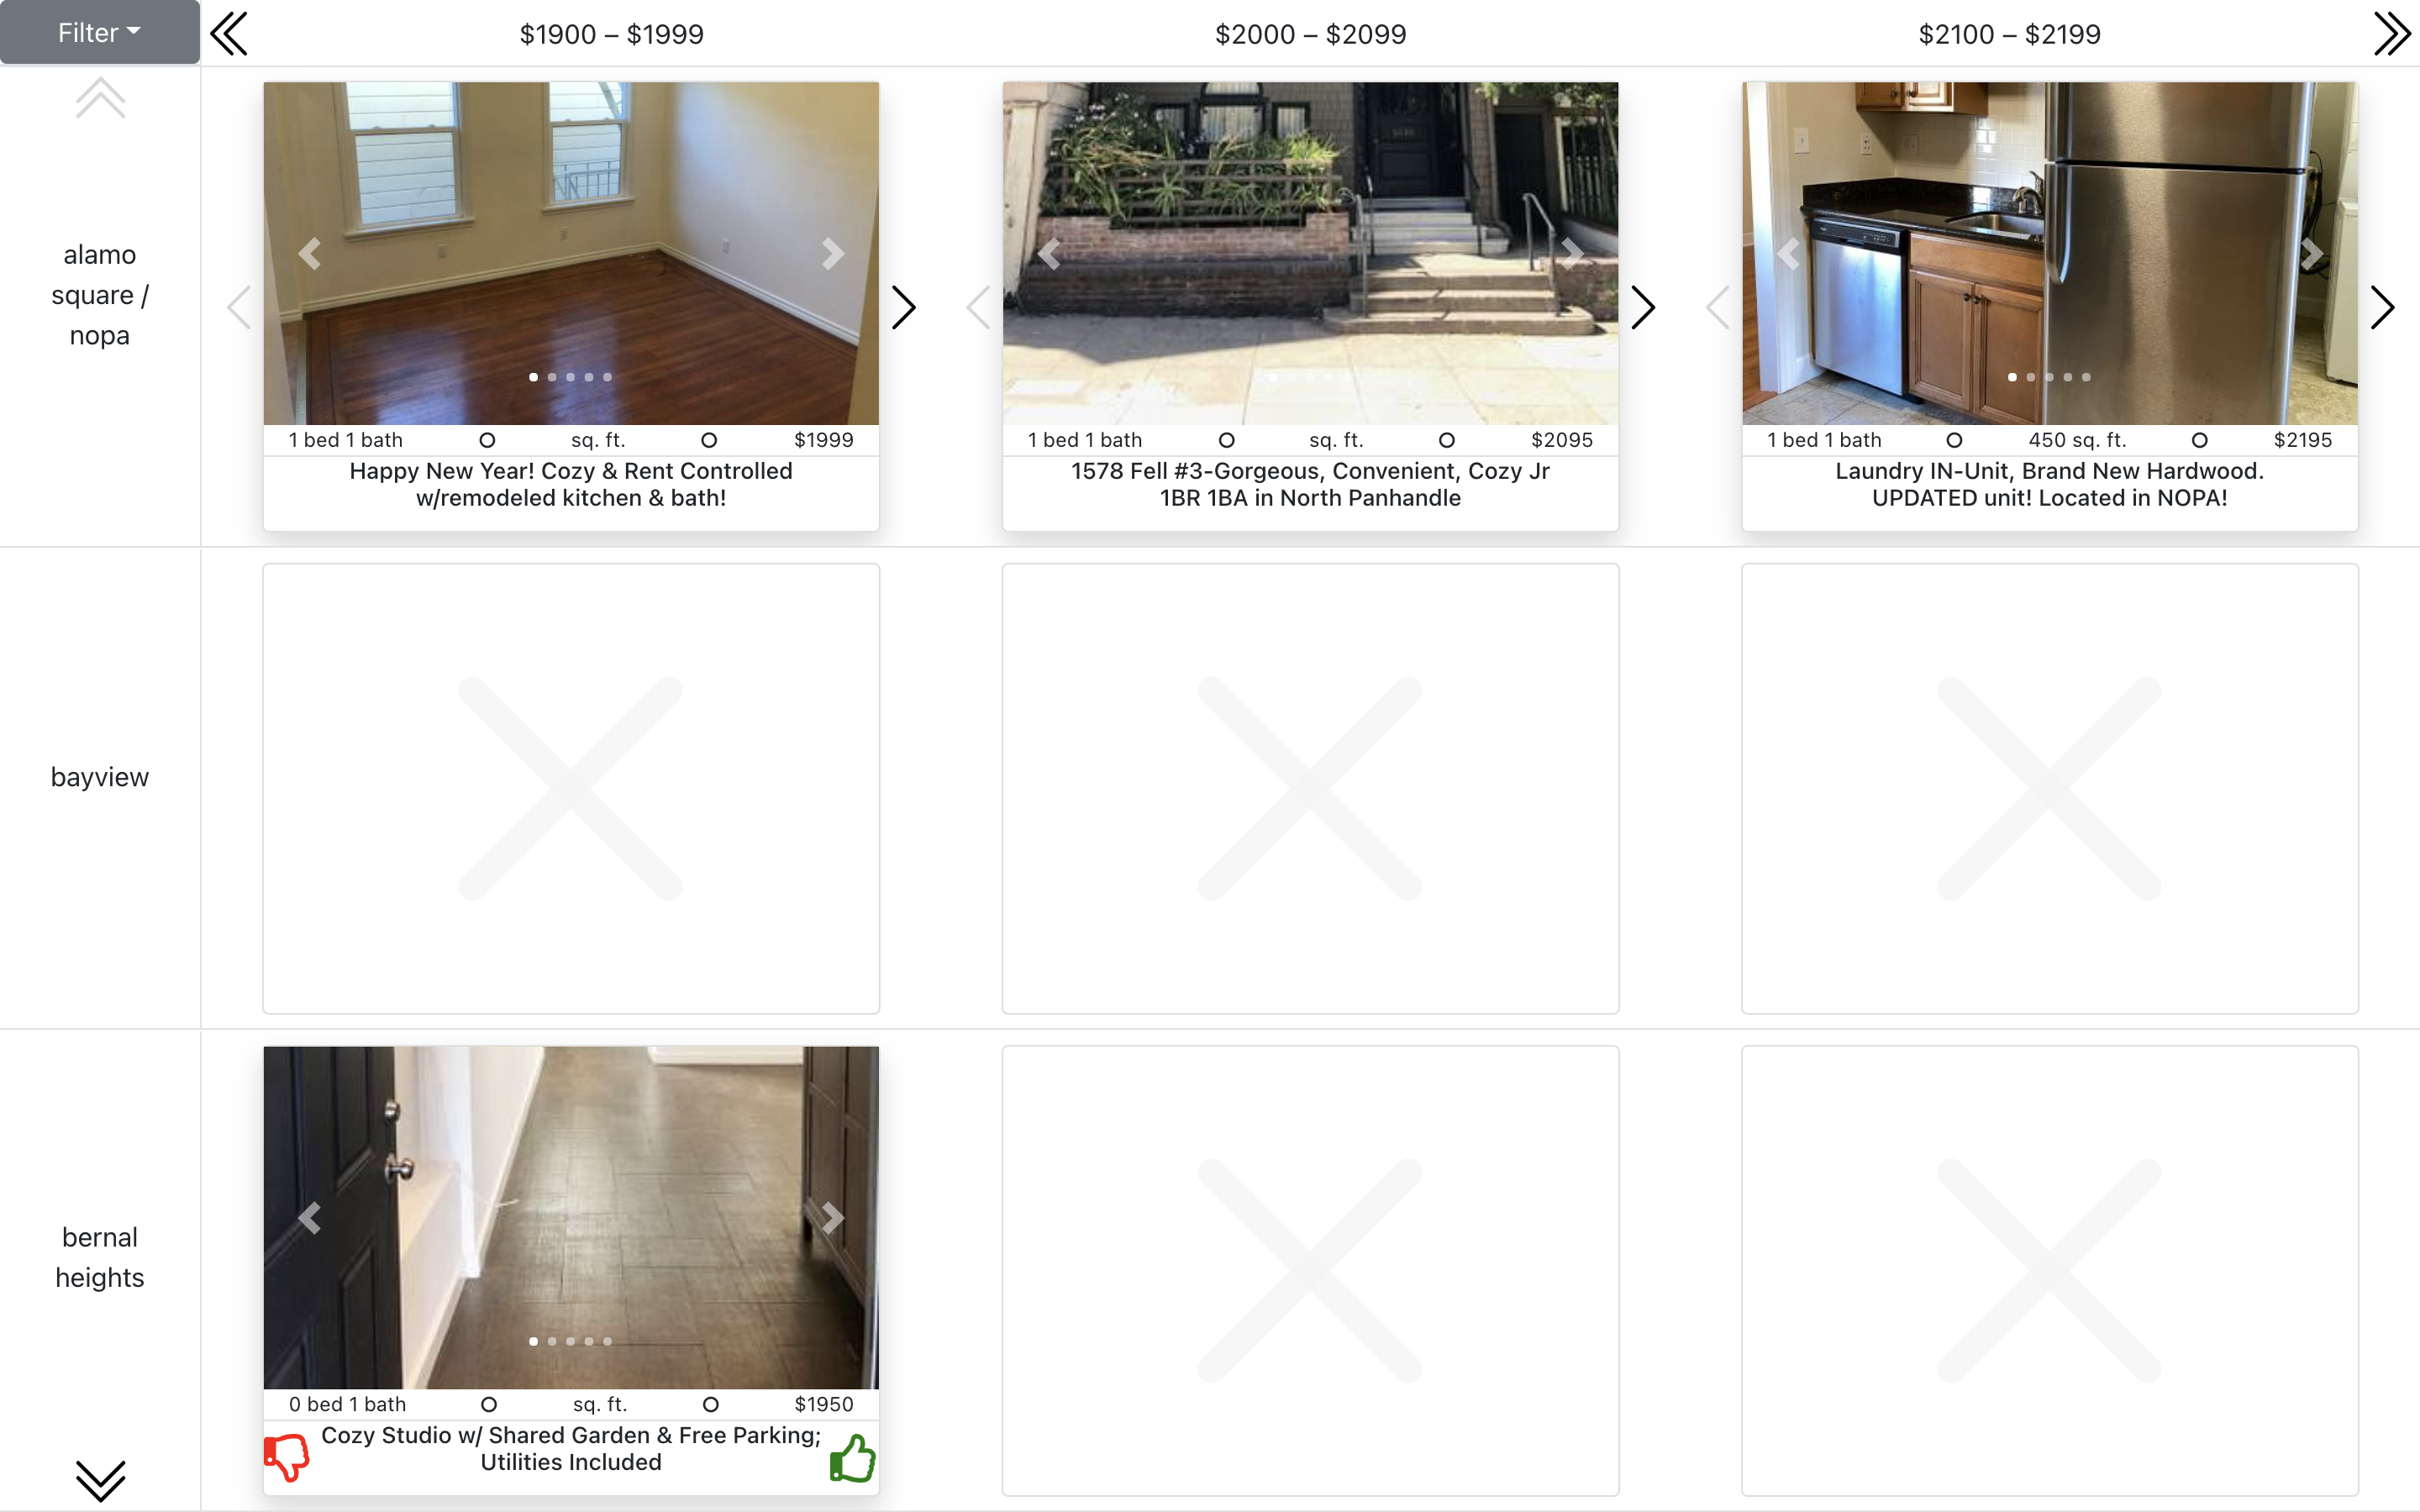 Filter
$1900 – $1999
$2000 – $2099
$2100 – $2199
alamo
square /
nopa
1 bed 1 bath
sq. ft.
$1999
Happy New Year! Cozy & Rent Controlled
w/remodeled kitchen & bath!
1 bed 1 bath
sq. ft.
$2095
1578 Fell #3-Gorgeous, Convenient, Cozy Jr
1BR 1BA in North Panhandle
1 bed 1 bath
450 sq. ft.
$2195
Laundry IN-Unit, Brand New Hardwood.
UPDATED unit! Located in NOPA!
bayview
bernal
heights
0 bed 1 bath
sq. ft.
$1950
Cozy Studio w/ Shared Garden & Free Parking;
Utilities Included